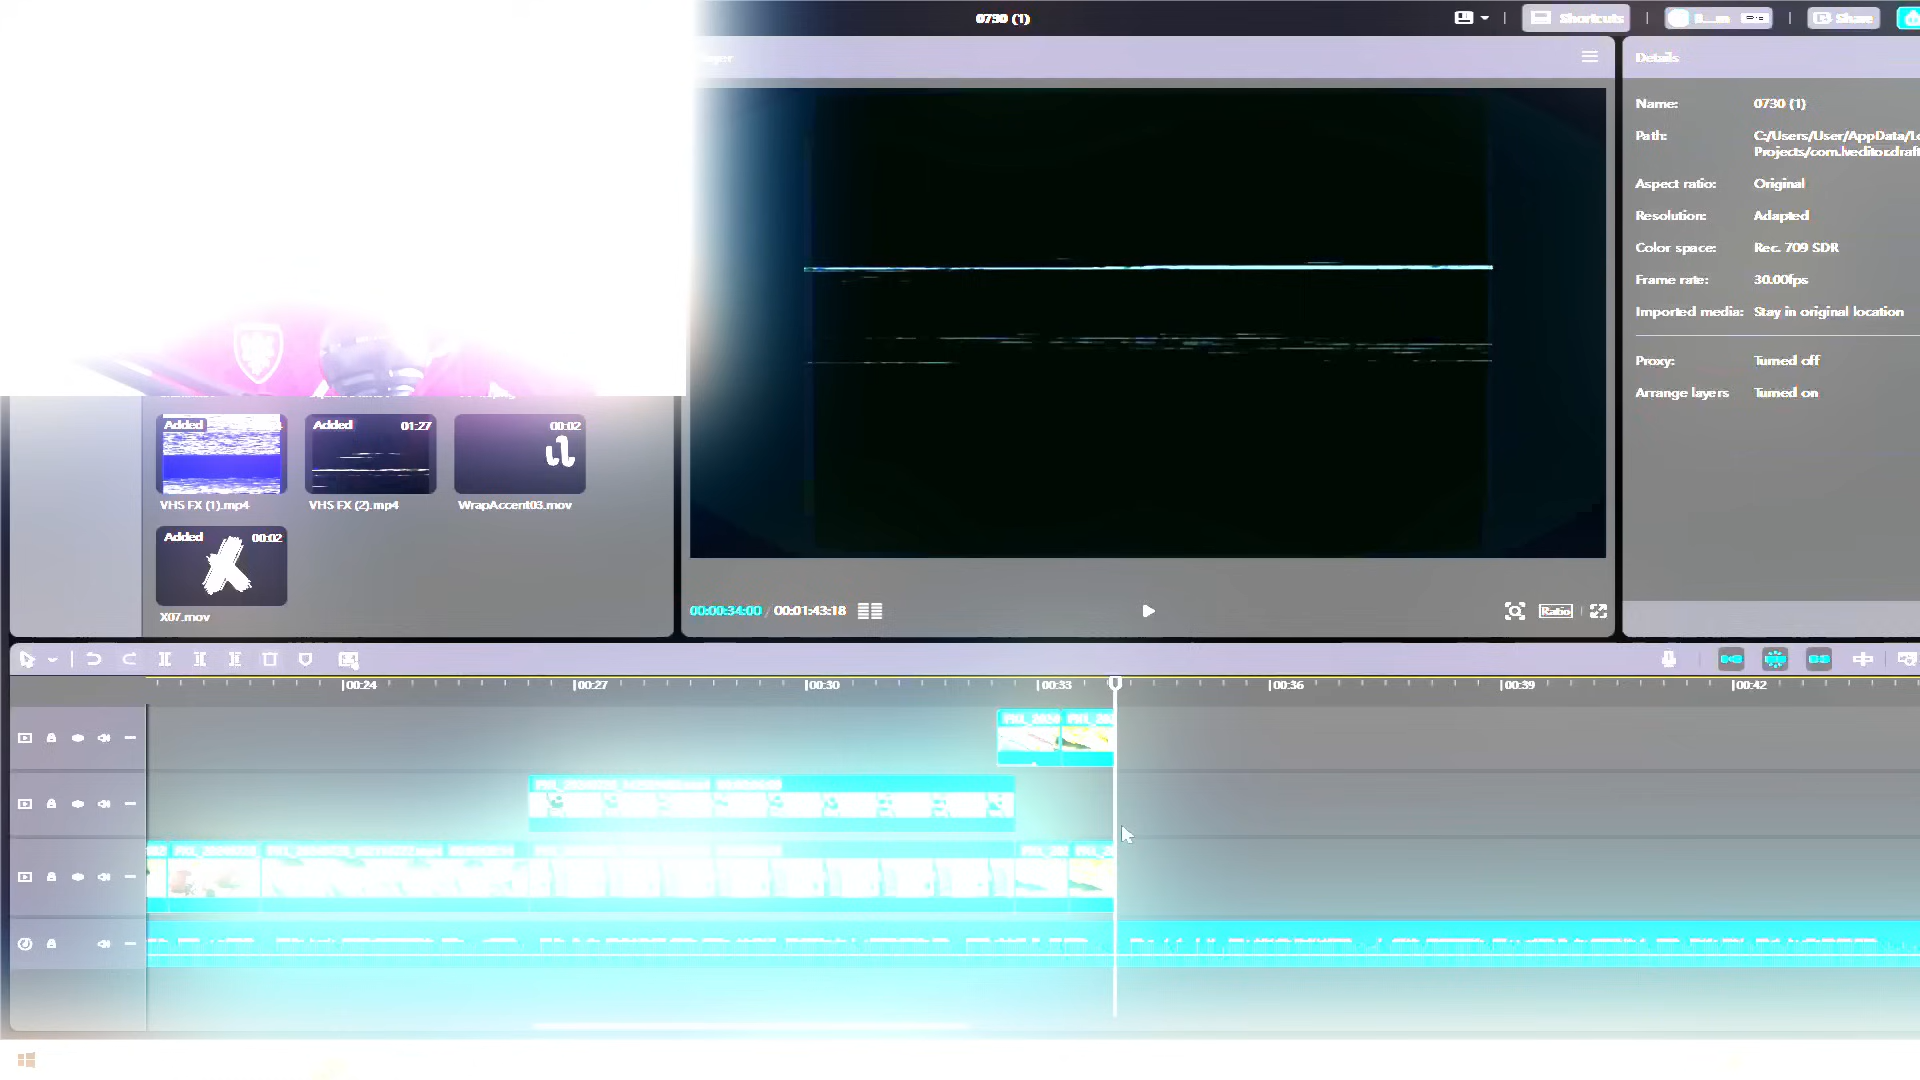 0730 (1)
Shortcuts
Share
Details
Name: 0730 (1)
Path: C:/Users/User/AppData/Lo
Projects/com.lveditor.draft
Aspect ratio: Original
Resolution: Adapted
Color space: Rec. 709 SDR
Frame rate: 30.00fps
Imported media: Stay in original location
Proxy: Turned off
Arrange layers Turned on
Added
Added 01:27
00:02
VHS FX (1).mp4
VHS FX (2).mp4
WrapAccent03.mov
Added 00:02
X07.mov
00:00:34:00 / 00:01:43:18
Ratio
00:24
00:27
00:30
00:33
00:36
00:39
00:42